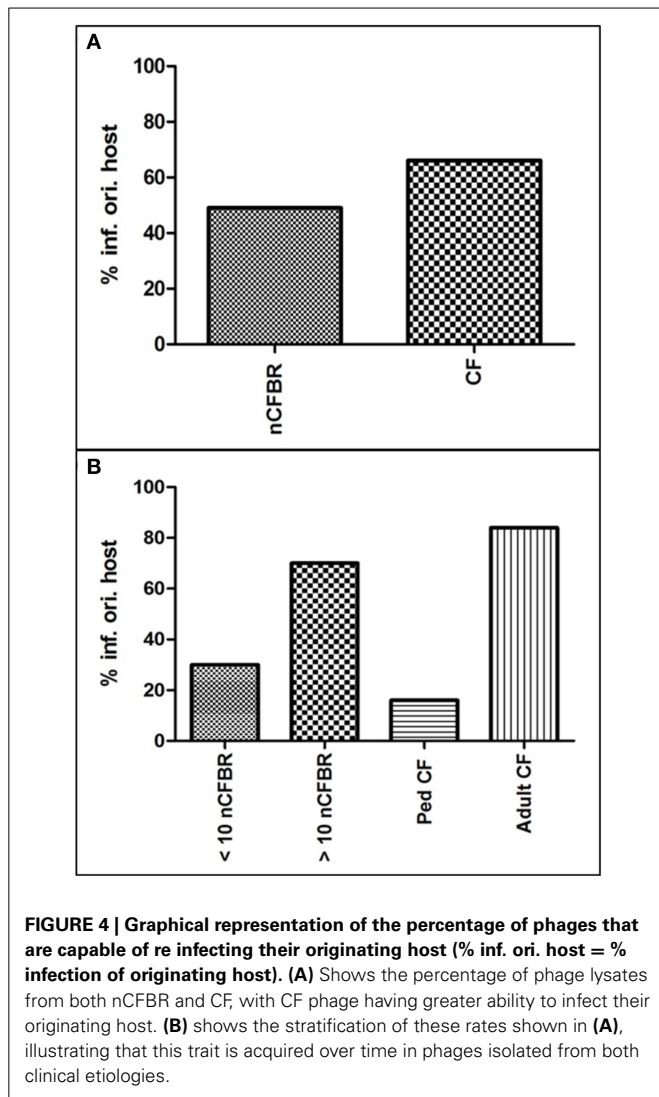 A
100
80
60
40
20
0
% inf. ori. host
nCFBR
CF
B
100
80
60
40
20
0
% inf. ori. host
< 10 nCFBR
> 10 nCFBR
Ped CF
Adult CF
FIGURE 4 | Graphical representation of the percentage of phages that
are capable of re infecting their originating host (% inf. ori. host = %
infection of originating host). (A) Shows the percentage of phage lysates
from both nCFBR and CF, with CF phage having greater ability to infect their
originating host. (B) shows the stratification of these rates shown in (A),
illustrating that this trait is acquired over time in phages isolated from both
clinical etiologies.